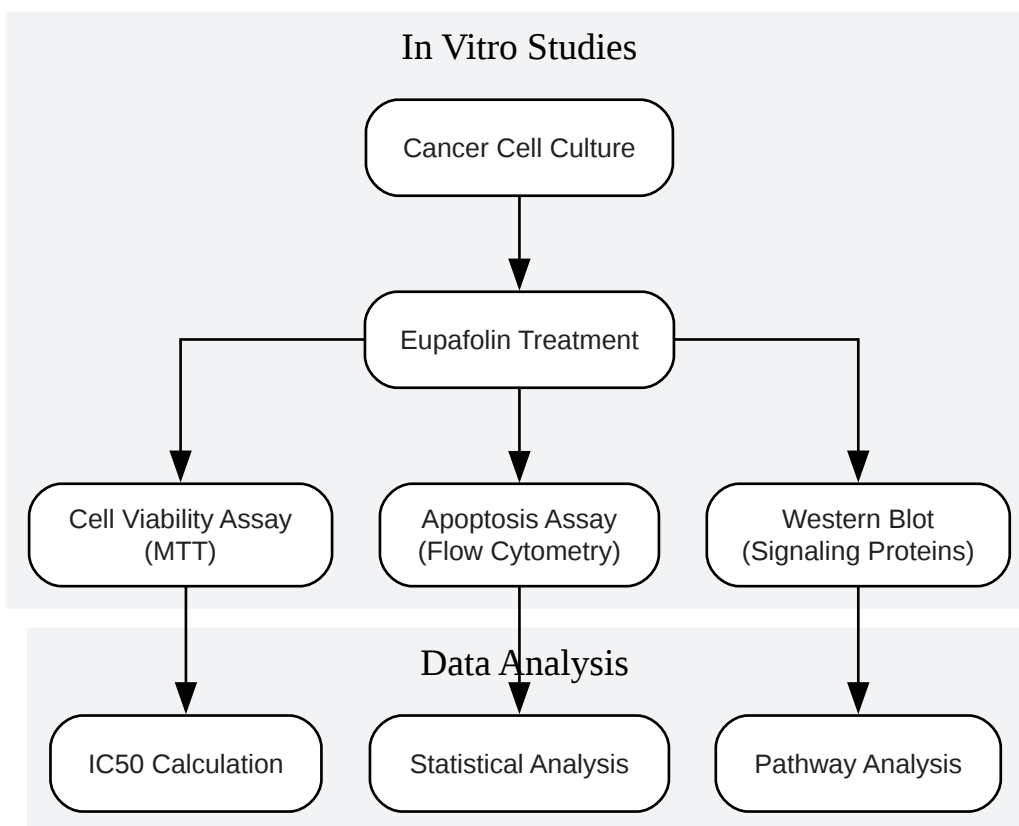 In Vitro Studies
Cancer Cell Culture
Eupafolin Treatment
Cell Viability Assay
(MTT)
Apoptosis Assay
(Flow Cytometry)
Western Blot
(Signaling Proteins)
Data Analysis
IC50 Calculation
Statistical Analysis
Pathway Analysis